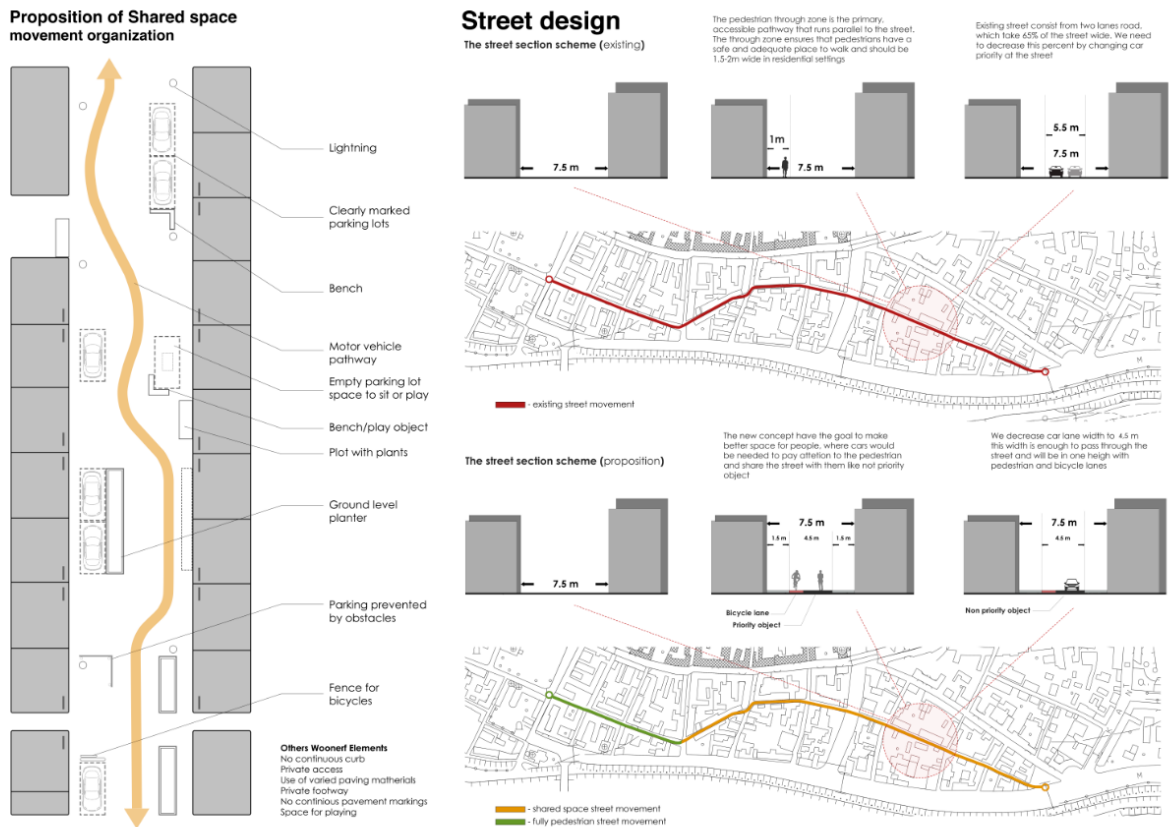 Proposition of Shared space
movement organization
Lightning
Clearly marked
parking lots
Bench
Motor vehicle
pathway
Empty parking lot
space to sit or play
Bench/play object
Plot with plants
Ground level
planter
Parking prevented
by obstacles
Fence for
bicycles
Others Woonerf Elements
No continuous curb
Private access
Use of varied paving matherials
Private footway
No continious pavement markings
Space for playing
Street design
The street section scheme (existing)
The pedestrian through zone is the primary,
accessible pathway that runs parallel to the street.
The through zone ensures that pedestrians have a
safe and adequate place to walk and should be
1.5-2m wide in residential settings
Existing street consist from two lanes road,
which take 65% of the street wide. We need
to decrease this percent by changing car
priority at the street
7.5 m
1m
7.5 m
5.5 m
7.5 m
- existing street movement
The street section scheme (proposition)
The new concept have the goal to make
better space for people, where cars would
be needed to pay attetion to the pedestrian
and share the street with them like not priority
object
We decrease car lane width to 4.5 m
this width is enough to pass through the
street and will be in one heigh with
pedestrian and bicycle lanes
7.5 m
7.5 m
1.5 m 4.5 m 1.5 m
Bicycle lane
Priority object
7.5 m
4.5 m
Non priority object
- shared space street movement
- fully pedestrian street movement